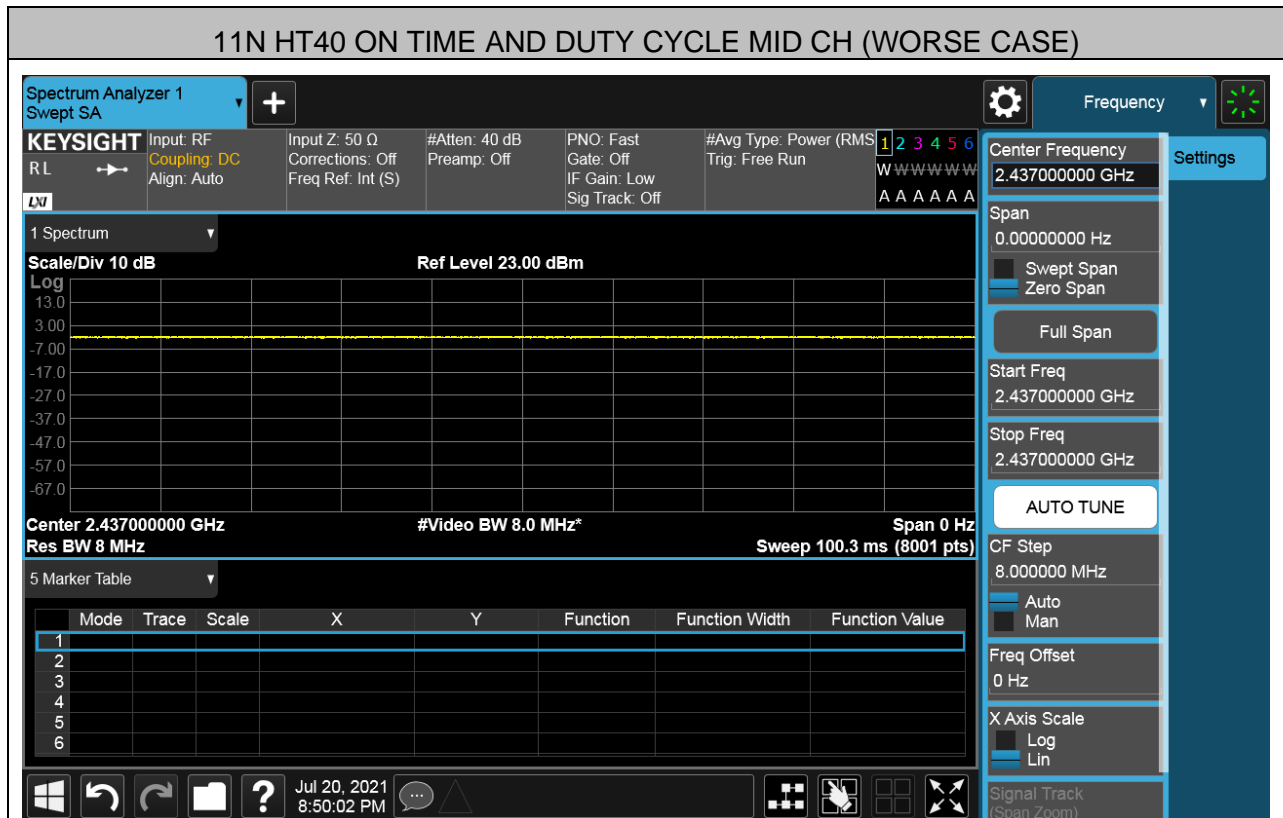 11N HT40 ON TIME AND DUTY CYCLE MID CH (WORSE CASE)
Spectrum Analyzer 1
Swept SA
Frequency
KEYSIGHT
RL
LXI
Input: RF
Coupling: DC
Align: Auto
Input Z: 50 Ω
Corrections: Off
Freq Ref: Int (S)
#Atten: 40 dB
Preamp: Off
PNO: Fast
Gate: Off
IF Gain: Low
Sig Track: Off
#Avg Type: Power (RMS
Trig: Free Run
1 2 3 4 5 6
W W W W W W
A A A A A A
1 Spectrum
Scale/Div 10 dB
Ref Level 23.00 dBm
Log
13.0
3.00
-7.00
-17.0
-27.0
-37.0
-47.0
-57.0
-67.0
Center 2.437000000 GHz
#Video BW 8.0 MHz*
Span 0 Hz
Res BW 8 MHz
Sweep 100.3 ms (8001 pts)
5 Marker Table
Mode Trace Scale X Y Function Function Width Function Value
1
2
3
4
5
6
Jul 20, 2021
8:50:02 PM
Center Frequency
2.437000000 GHz
Settings
Span
0.00000000 Hz
Swept Span
Zero Span
Full Span
Start Freq
2.437000000 GHz
Stop Freq
2.437000000 GHz
AUTO TUNE
CF Step
8.000000 MHz
Auto
Man
Freq Offset
0 Hz
X Axis Scale
Log
Lin
Signal Track
(Span Zoom)